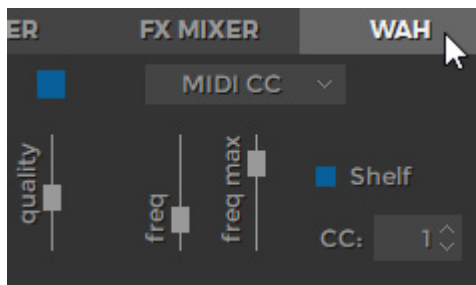 ER FX MIXER WAH
MIDI CC
quality
freq
freq max
Shelf
CC: 1